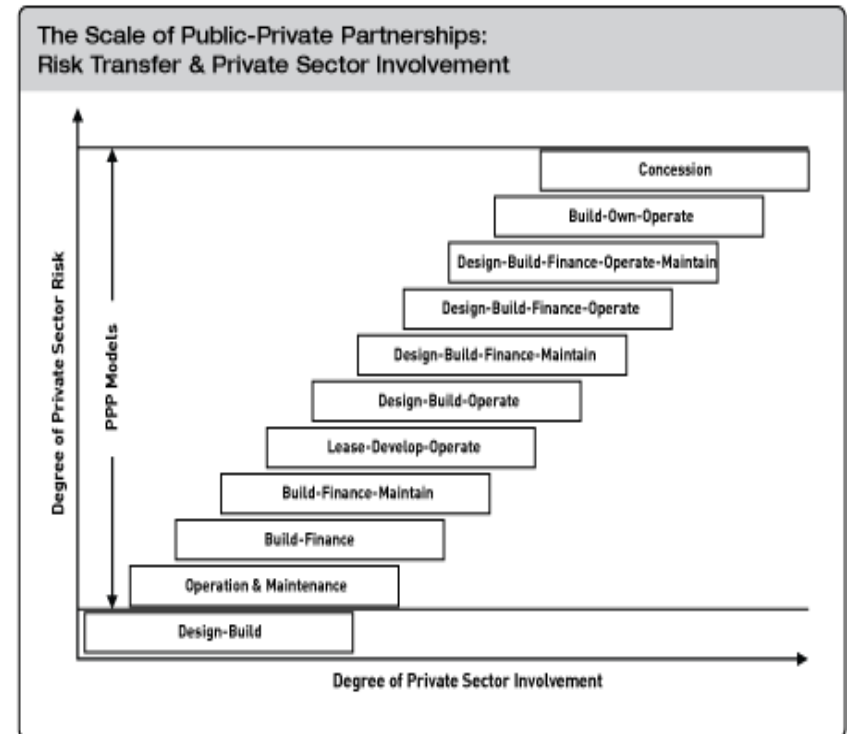 The Scale of Public-Private Partnerships:
Risk Transfer & Private Sector Involvement
Concession
Build-Own-Operate
Design-Build-Finance-Operate-Maintain
Design-Build-Finance-Operate
Design-Build-Finance-Maintain
Design-Build-Operate
Lease-Develop-Operate
Build-Finance-Maintain
Build-Finance
Operation & Maintenance
Design-Build
Degree of Private Sector Risk
PPP Models
Degree of Private Sector Involvement